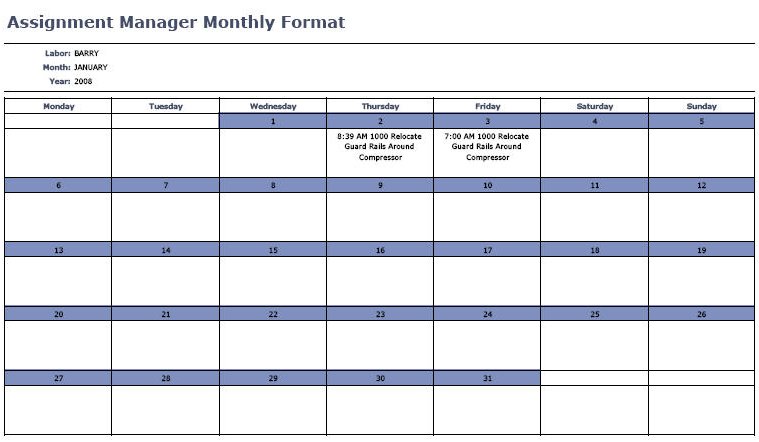 Assignment Manager Monthly Format
Labor: BARRY
Month: JANUARY
Year: 2008
Monday Tuesday Wednesday Thursday Friday Saturday Sunday
1 2 3 4 5
8:39 AM 1000 Relocate
Guard Rails Around
Compressor
7:00 AM 1000 Relocate
Guard Rails Around
Compressor
6 7 8 9 10 11 12
13 14 15 16 17 18 19
20 21 22 23 24 25 26
27 28 29 30 31